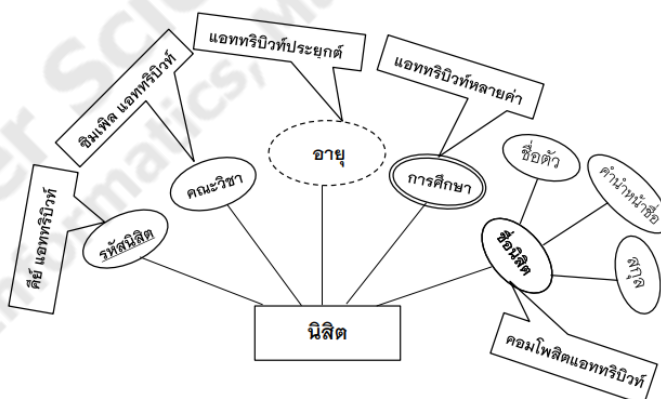 แอททริบิวท์ประยุกต์
แอททริบิวท์หลายค่า
ซิมเพิล แอททริบิวท์
คีย์ แอททริบิวท์
รหัสนิสิต
คณะวิชา
อายุ
การศึกษา
ชื่อตัว
คำนำหน้าชื่อ
สกุล
ชื่อนิสิต
คอมโพสิตแอททริบิวท์
นิสิต